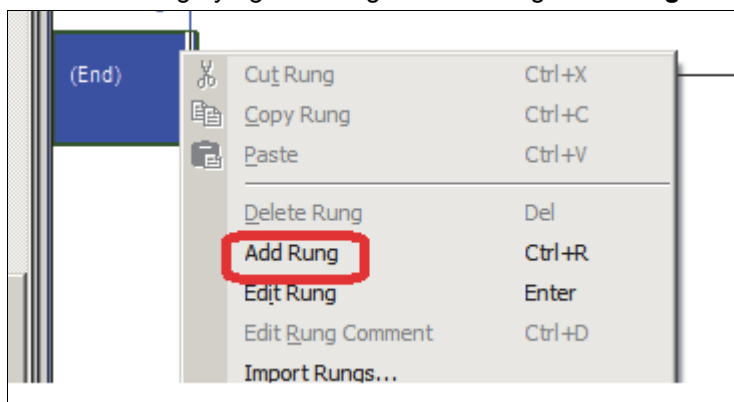 (End)
Cut Rung Ctrl+X
Copy Rung Ctrl+C
Paste Ctrl+V
Delete Rung Del
Add Rung Ctrl+R
Edit Rung Enter
Edit Rung Comment Ctrl+D
Import Rungs...